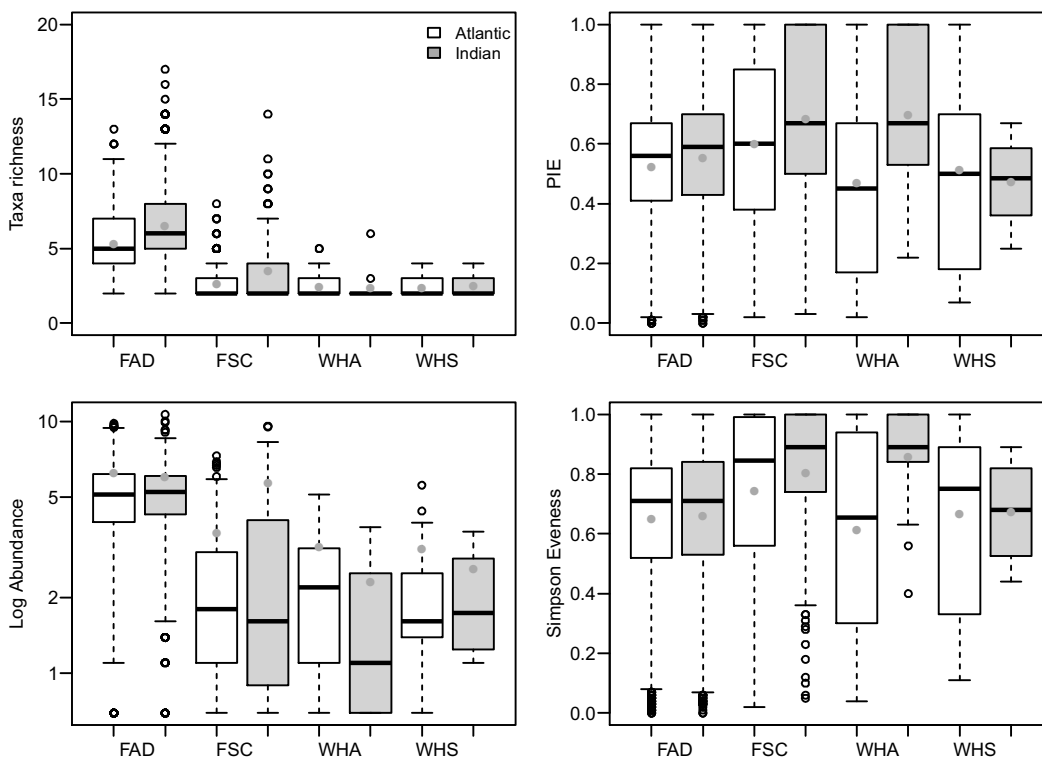 Taxa richness
20
15
10
5
0
Atlantic
Indian
FAD FSC WHA WHS
PIE
1.0
0.8
0.6
0.4
0.2
0.0
FAD FSC WHA WHS
Log Abundance
10
5
2
1
FAD FSC WHA WHS
Simpson Eveness
1.0
0.8
0.6
0.4
0.2
0.0
FAD FSC WHA WHS